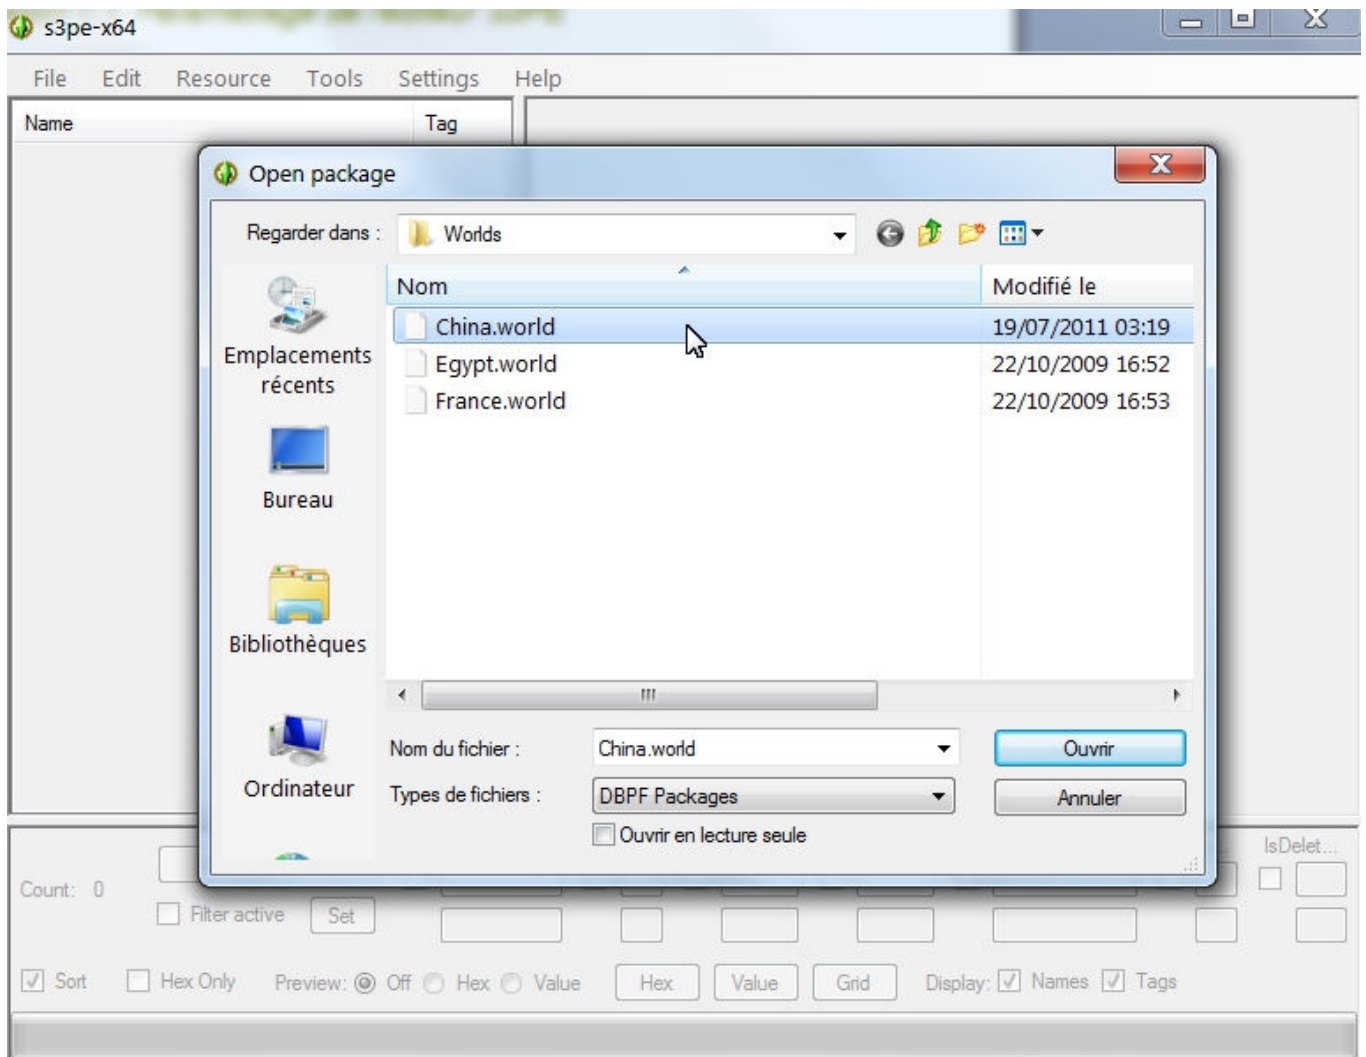 s3pe-x64
File Edit Resource Tools Settings Help
Name Tag
Open package
Regarder dans : Worlds
Nom Modifié le
China.world 19/07/2011 03:19
Egypt.world 22/10/2009 16:52
France.world 22/10/2009 16:53
Emplacements
récents
Bureau
Bibliothèques
Ordinateur
Nom du fichier : China.world Ouvrir
Types de fichiers : DBPF Packages Annuler
Ouvrir en lecture seule
IsDelet...
Count: 0
Filter active Set
Sort Hex Only Preview: Off Hex Value Hex Value Grid Display: Names Tags